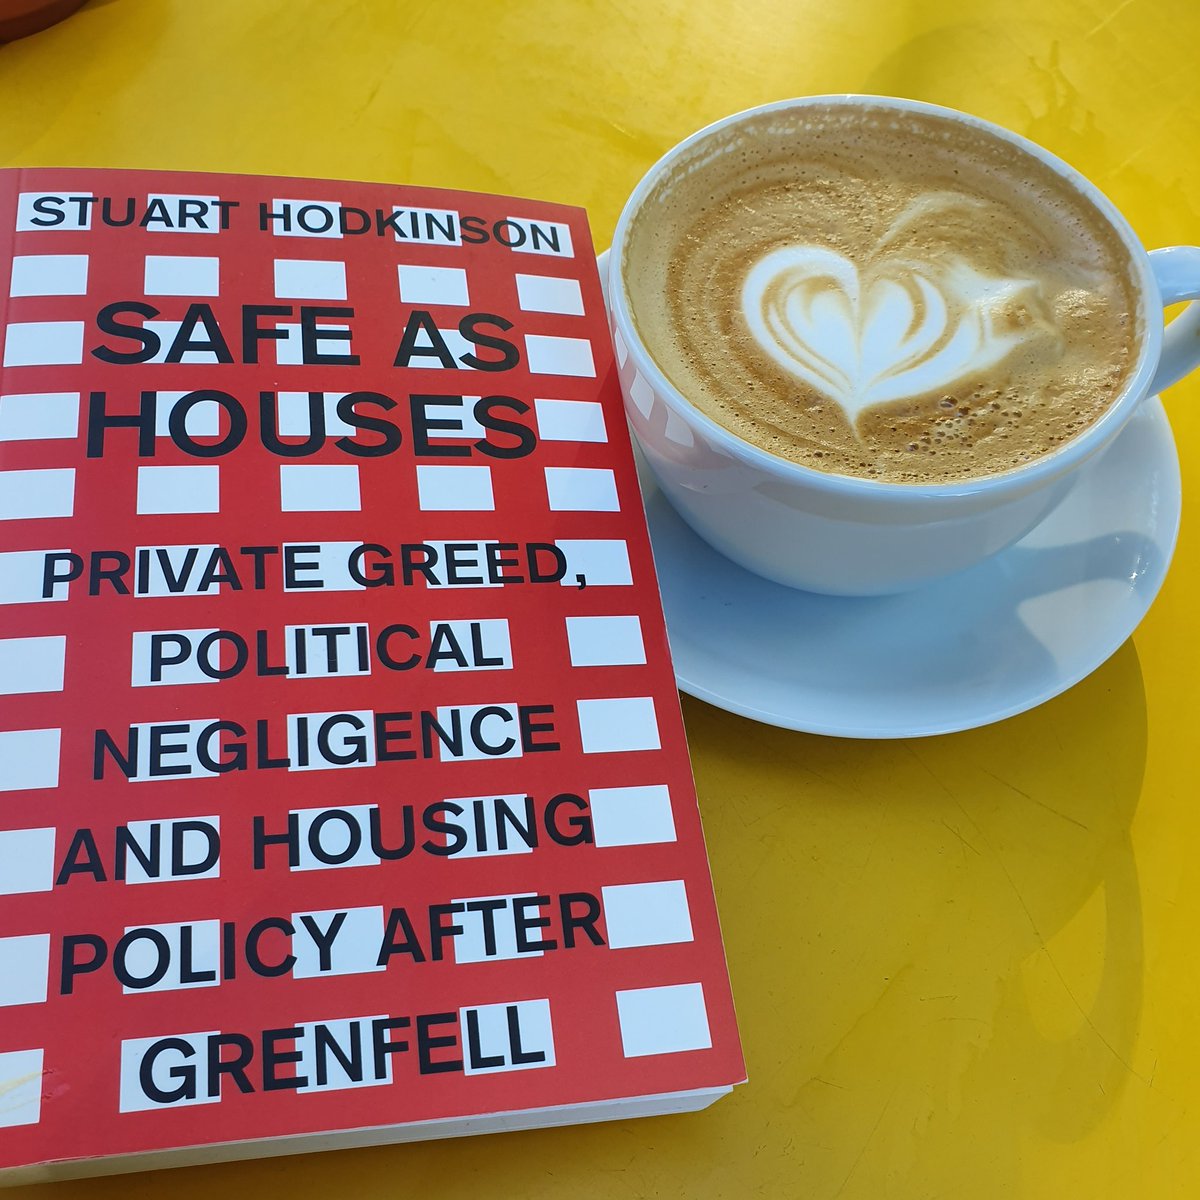 STUART HODKINSON
SAFE AS
HOUSES
PRIVATE GREED,
POLITICAL
NEGLIGENCE
AND HOUSING
POLICY AFTER
GRENFELL